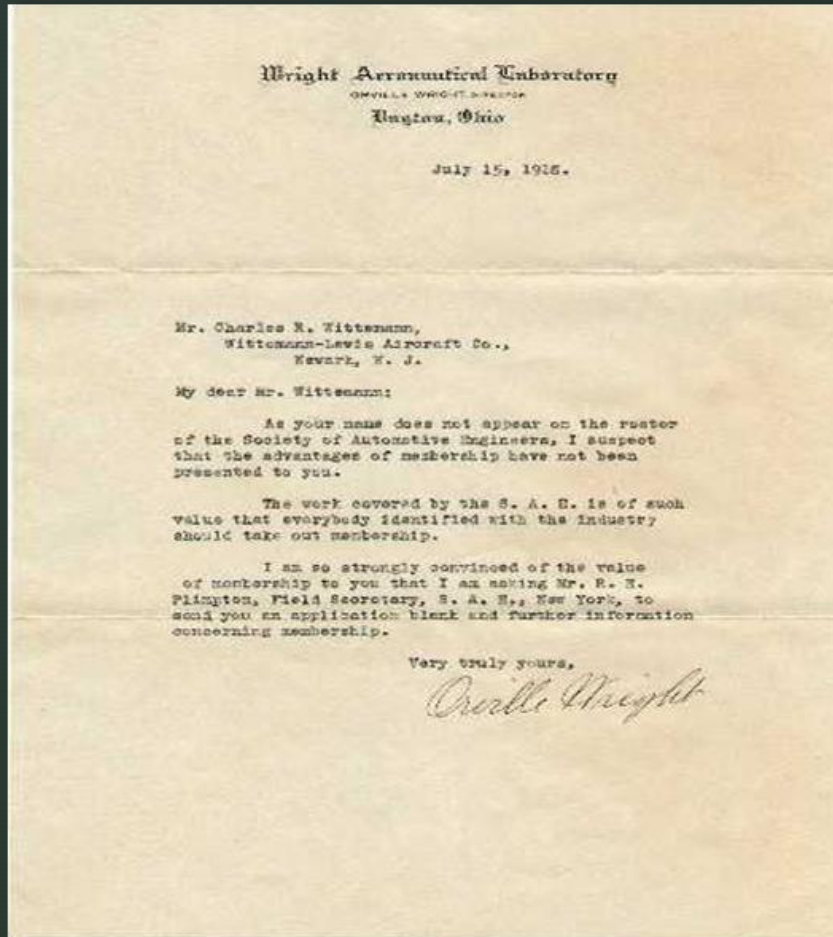 Wright Aeronautical Laboratory
ORVILLE WRIGHT, DIRECTOR
Dayton, Ohio
July 15,
Mr. Charles R. Wittemann,
Wittemann-Lewis Aircraft Co.,
Newark, N. J.
My dear Mr. Wittemann:
As your name does not appear on the roster
of the Society of Automotive Engineers, I suspect
that the advantages of membership have not been
presented to you.
The work covered by the S. A. E. is of such
value that everybody identified with the industry
should take out membership.
I am so strongly convinced of the value
of membership to you that I am asking Mr. R. E.
Plimpton, Field Secretary, S. A. E., New York, to
send you an application blank and further information
concerning membership.
Very truly yours,
Orville Wright